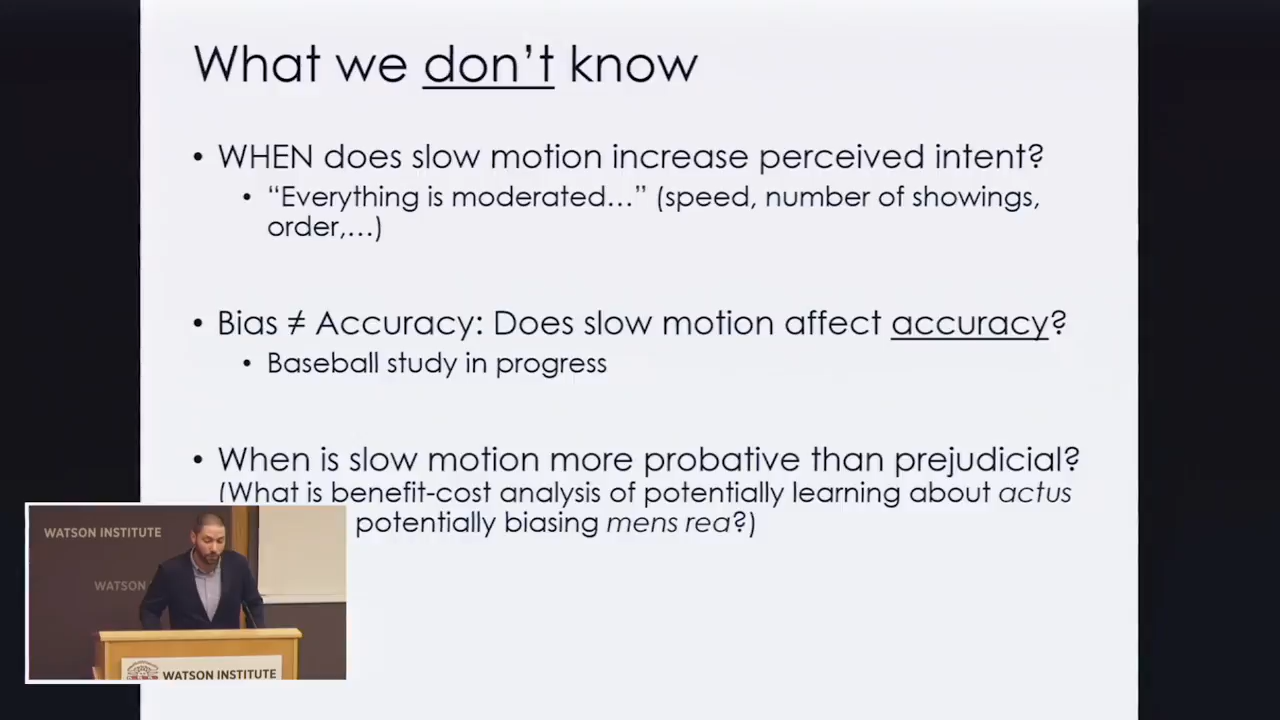 What we don’t know
• WHEN does slow motion increase perceived intent?
• “Everything is moderated…” (speed, number of showings,
order,…)
• Bias ≠ Accuracy: Does slow motion affect accuracy?
• Baseball study in progress
• When is slow motion more probative than prejudicial?
(What is benefit-cost analysis of potentially learning about actus
potentially biasing mens rea?)
WATSON INSTITUTE
WATSON
WATSON INSTITUTE